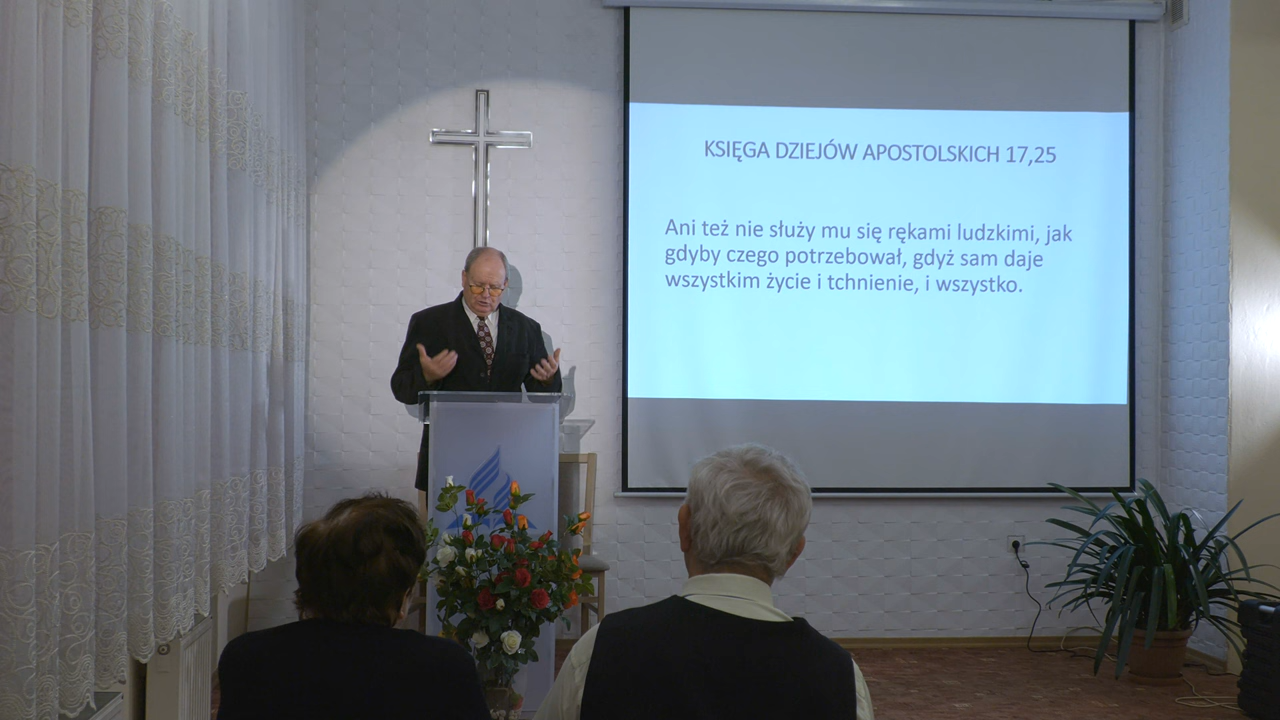 KSIĘGA DZIEJÓW APOSTOLSKICH 17,25
Ani też nie służy mu się rękami ludzkimi, jak
gdyby czego potrzebował, gdyż sam daje
wszystkim życie i tchnienie, i wszystko.